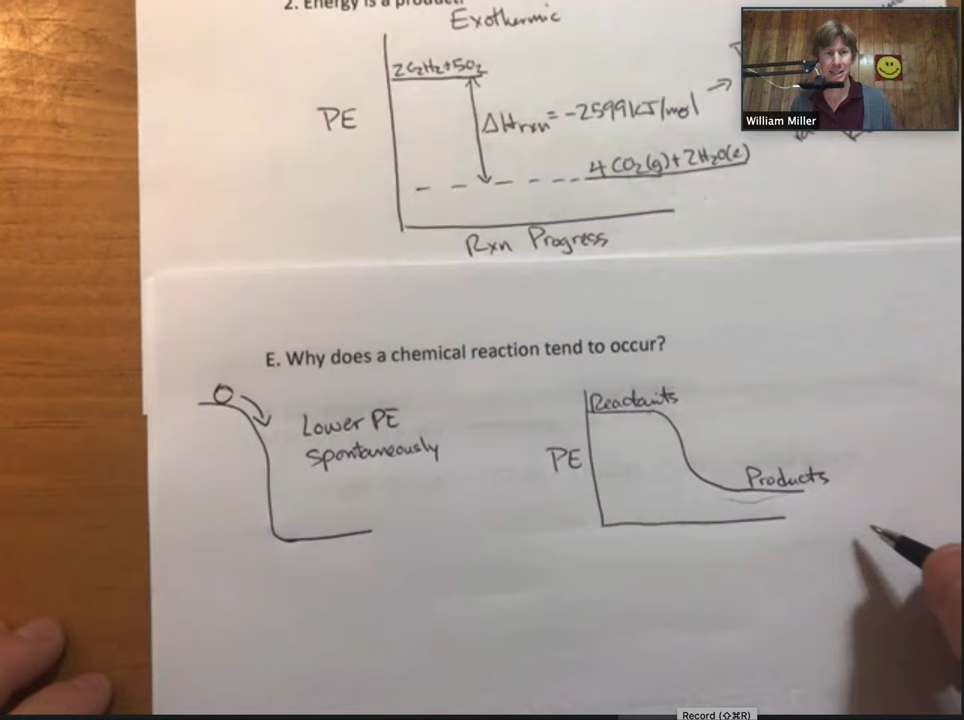 2. Energy is a product.
Exothermic
2C2H2+5O2
PE
ΔHrxn = -2599 kJ/mol →
4CO2(g)+2H2O(l)
Rxn Progress
William Miller
E. Why does a chemical reaction tend to occur?
Lower PE
Spontaneously
Reactants
PE
Products
Record (⇧⌘R)